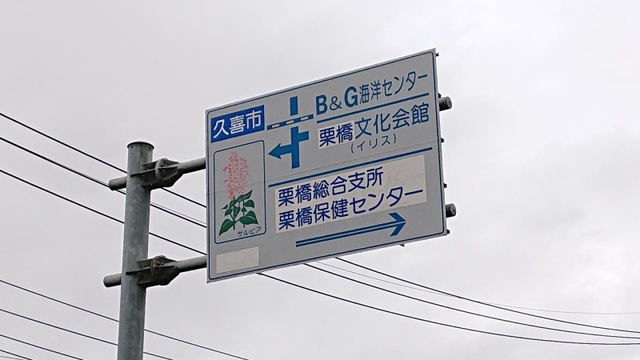 久喜市
B&G海洋センター
栗橋文化会館
(イリス)
栗橋総合支所
栗橋保健センター
サルビア